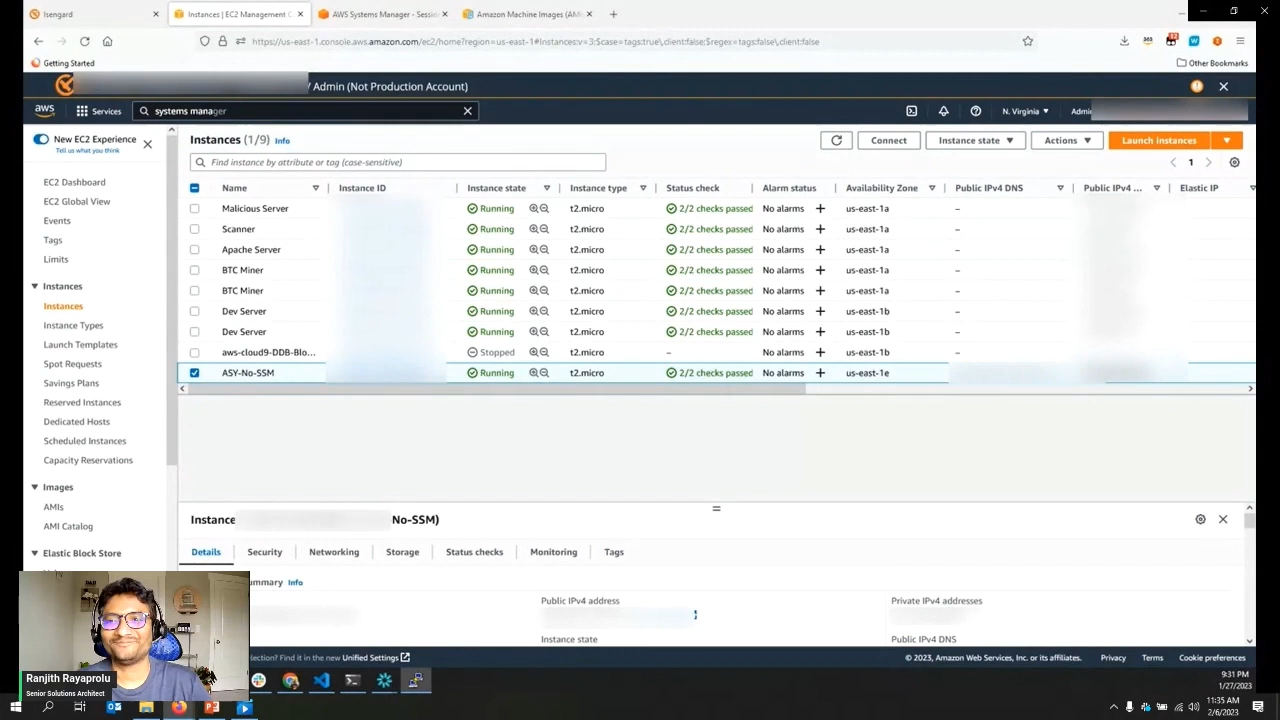 Isengard
Instances | EC2 Management C
AWS Systems Manager - Sessio
Amazon Machine Images (AM
https://us-east-1.console.aws.amazon.com/ec2/home?region=us-east-1#Instances:v=3;$case=tags:true\,client:false;$regex=tags:false\,client:false
Getting Started
Other Bookmarks
/ Admin (Not Production Account)
aws
Services
systems manager
N. Virginia
Admi
New EC2 Experience
Tell us what you think
EC2 Dashboard
EC2 Global View
Events
Tags
Limits
Instances
Instances
Instance Types
Launch Templates
Spot Requests
Savings Plans
Reserved Instances
Dedicated Hosts
Scheduled Instances
Capacity Reservations
Images
AMIs
AMI Catalog
Elastic Block Store
Instances (1/9) Info
Connect
Instance state
Actions
Launch instances
Find instance by attribute or tag (case-sensitive)
1
Name Instance ID Instance state Instance type Status check Alarm status Availability Zone Public IPv4 DNS Public IPv4 ... Elastic IP
Malicious Server Running t2.micro 2/2 checks passed No alarms + us-east-1a –
Scanner Running t2.micro 2/2 checks passed No alarms + us-east-1a –
Apache Server Running t2.micro 2/2 checks passed No alarms + us-east-1a –
BTC Miner Running t2.micro 2/2 checks passed No alarms + us-east-1a –
BTC Miner Running t2.micro 2/2 checks passed No alarms + us-east-1a –
Dev Server Running t2.micro 2/2 checks passed No alarms + us-east-1b –
Dev Server Running t2.micro 2/2 checks passed No alarms + us-east-1b –
aws-cloud9-DDB-Blo... Stopped t2.micro – No alarms + us-east-1b –
ASY-No-SSM Running t2.micro 2/2 checks passed No alarms + us-east-1e
Instance
No-SSM)
Details
Security
Networking
Storage
Status checks
Monitoring
Tags
ummary Info
Public IPv4 address
Private IPv4 addresses
Instance state
Public IPv4 DNS
lection? Find it in the new Unified Settings
© 2023, Amazon Web Services, Inc. or its affiliates.
Privacy
Terms
Cookie preferences
Ranjith Rayaprolu
Senior Solutions Architect
9:31 PM
1/27/2023
11:35 AM
2/6/2023